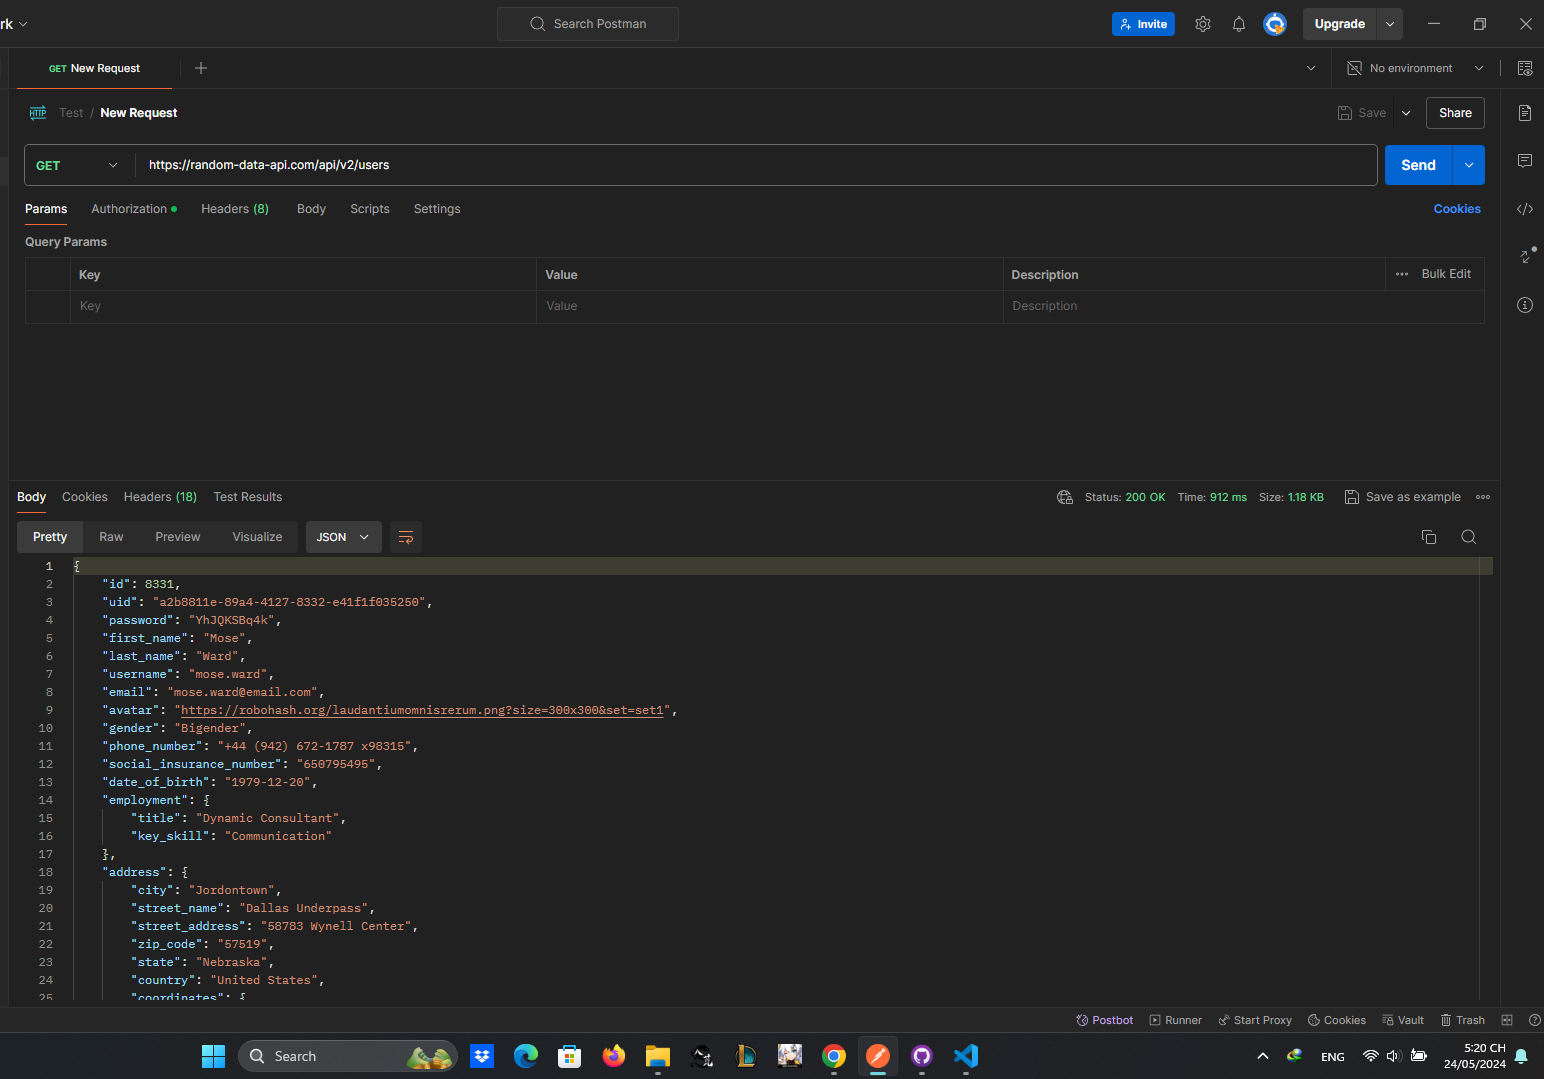 rk
Search Postman
Invite
Upgrade
GET New Request
No environment
HTTP Test / New Request
Save
Share
GET https://random-data-api.com/api/v2/users
Send
Params Authorization Headers (8) Body Scripts Settings
Cookies
Query Params
Key Value Description ••• Bulk Edit
Key Value Description
Body Cookies Headers (18) Test Results
Status: 200 OK Time: 912 ms Size: 1.18 KB Save as example
Pretty Raw Preview Visualize JSON
1 {
2 "id": 8331,
3 "uid": "a2b8811e-89a4-4127-8332-e41f1f035250",
4 "password": "YhJQKSBq4k",
5 "first_name": "Mose",
6 "last_name": "Ward",
7 "username": "mose.ward",
8 "email": "mose.ward@email.com",
9 "avatar": "https://robohash.org/laudantiumomnisrerum.png?size=300x300&set=set1",
10 "gender": "Bigender",
11 "phone_number": "+44 (942) 672-1787 x98315",
12 "social_insurance_number": "650795495",
13 "date_of_birth": "1979-12-20",
14 "employment": {
15 "title": "Dynamic Consultant",
16 "key_skill": "Communication"
17 },
18 "address": {
19 "city": "Jordontown",
20 "street_name": "Dallas Underpass",
21 "street_address": "58783 Wynell Center",
22 "zip_code": "57519",
23 "state": "Nebraska",
24 "country": "United States",
25 "coordinates": {
Postbot Runner Start Proxy Cookies Vault Trash
Search
ENG
5:20 CH
24/05/2024